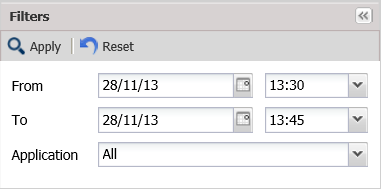 Filters
Apply Reset
From 28/11/13 13:30
To 28/11/13 13:45
Application All